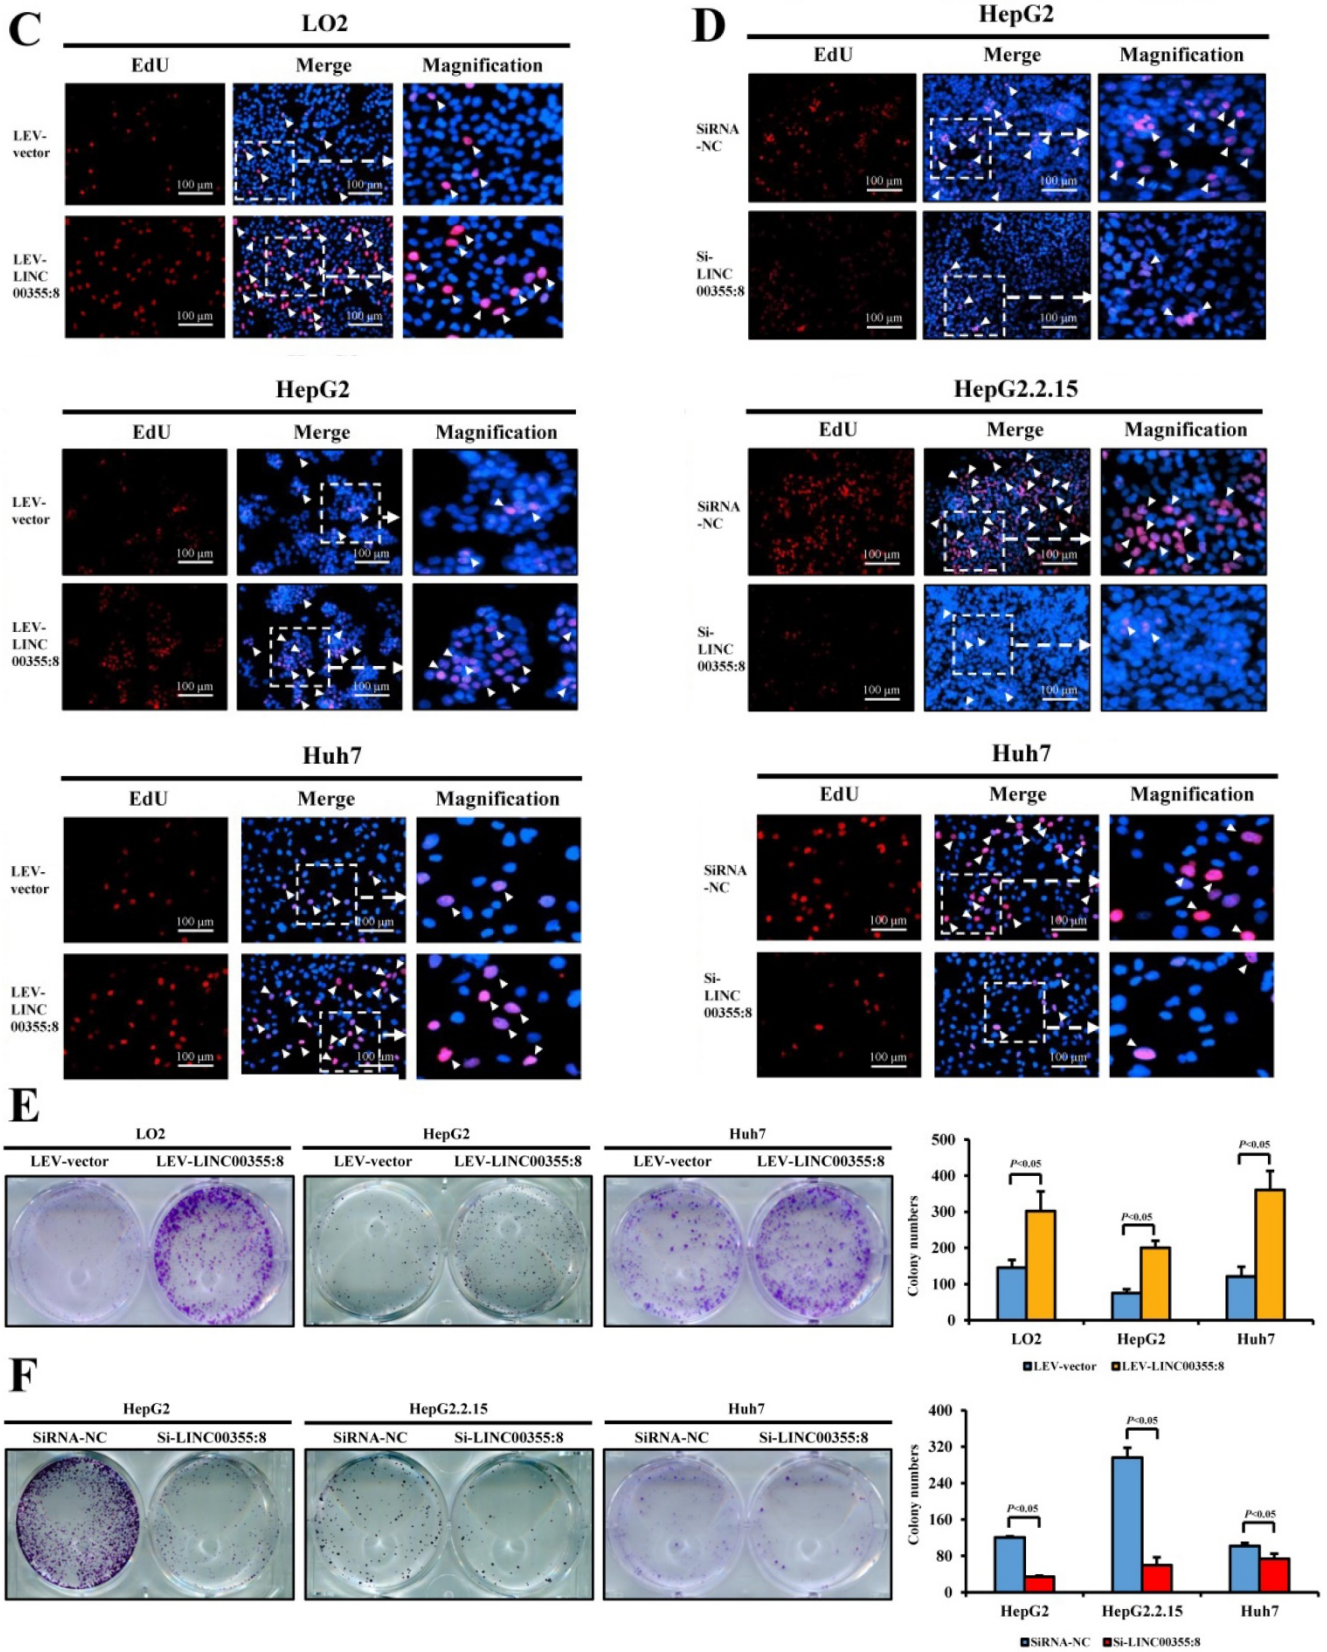 C
LO2
EdU Merge Magnification
LEV-
vector
100 μm 100 μm
LEV-
LINC
00355:8
100 μm 100 μm
HepG2
EdU Merge Magnification
LEV-
vector
100 μm 100 μm
LEV-
LINC
00355:8
100 μm 100 μm
Huh7
EdU Merge Magnification
LEV-
vector
100 μm 100 μm
LEV-
LINC
00355:8
100 μm 100 μm
D
HepG2
EdU Merge Magnification
SiRNA
-NC
100 μm 100 μm
Si-
LINC
00355:8
100 μm 100 μm
HepG2.2.15
EdU Merge Magnification
SiRNA
-NC
100 μm 100 μm
Si-
LINC
00355:8
100 μm 100 μm
Huh7
EdU Merge Magnification
SiRNA
-NC
100 μm 100 μm
Si-
LINC
00355:8
100 μm 100 μm
E
LO2 HepG2 Huh7
LEV-vector LEV-LINC00355:8 LEV-vector LEV-LINC00355:8 LEV-vector LEV-LINC00355:8
Colony numbers
500
400
300
200
100
0
P<0.05
P<0.05
P<0.05
LO2 HepG2 Huh7
LEV-vector LEV-LINC00355:8
F
HepG2 HepG2.2.15 Huh7
SiRNA-NC Si-LINC00355:8 SiRNA-NC Si-LINC00355:8 SiRNA-NC Si-LINC00355:8
Colony numbers
400
320
240
160
80
0
P<0.05
P<0.05
P<0.05
HepG2 HepG2.2.15 Huh7
SiRNA-NC Si-LINC00355:8